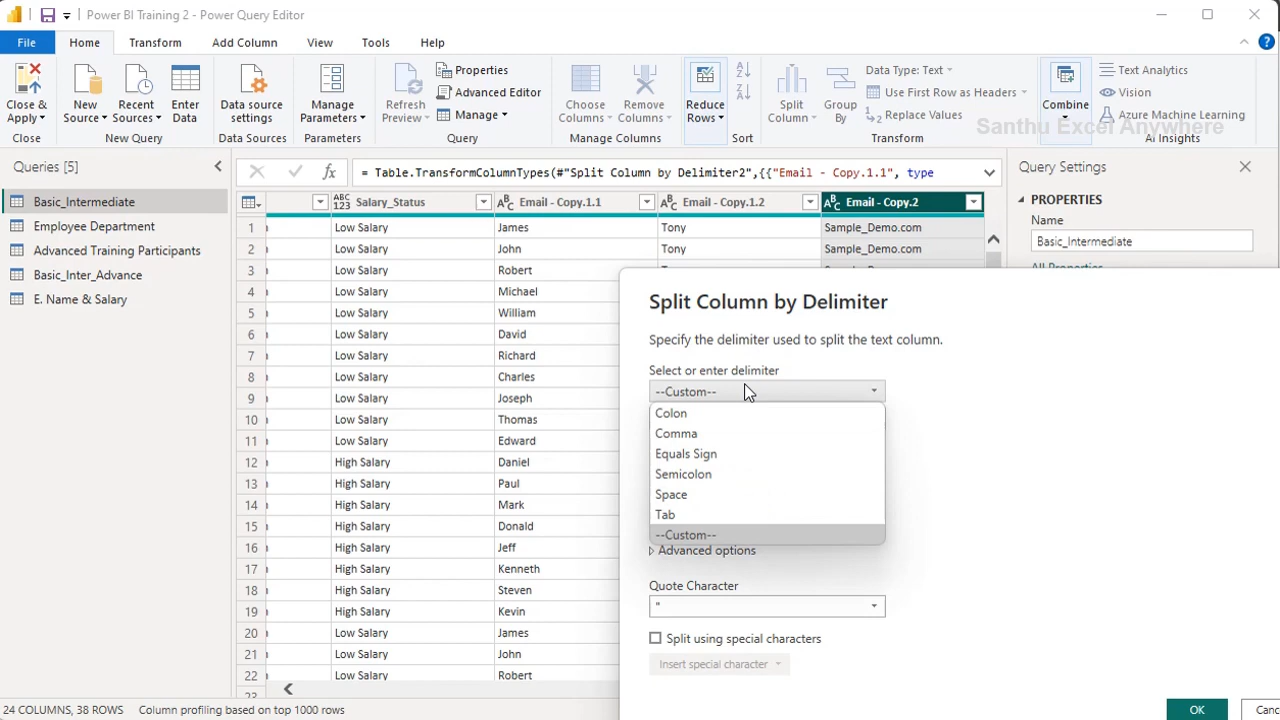 Power BI Training 2 - Power Query Editor
File Home Transform Add Column View Tools Help
Close & Apply
New Source
Recent Sources
Enter Data
Data source settings
Manage Parameters
Refresh Preview
Properties
Advanced Editor
Manage
Choose Columns
Remove Columns
Reduce Rows
Split Column
Group By
Data Type: Text
Use First Row as Headers
Replace Values
Combine
Text Analytics
Vision
Azure Machine Learning
Santhu Excel Anywhere
Close New Query Data Sources Parameters Query Manage Columns Sort Transform AI Insights
Queries [5]
Basic_Intermediate
Employee Department
Advanced Training Participants
Basic_Inter_Advance
E. Name & Salary
fx = Table.TransformColumnTypes(#"Split Column by Delimiter2",{{"Email - Copy.1.1", type
ABC 123 Salary_Status ABC Email - Copy.1.1 ABC Email - Copy.1.2 ABC Email - Copy.2
1 Low Salary James Tony Sample_Demo.com
2 Low Salary John Tony Sample_Demo.com
3 Low Salary Robert
4 Low Salary Michael
5 Low Salary William
6 Low Salary David
7 Low Salary Richard
8 Low Salary Charles
9 Low Salary Joseph
10 Low Salary Thomas
11 Low Salary Edward
12 High Salary Daniel
13 High Salary Paul
14 High Salary Mark
15 High Salary Donald
16 High Salary Jeff
17 High Salary Kenneth
18 High Salary Steven
19 High Salary Kevin
20 Low Salary James
21 Low Salary John
22 Low Salary Robert
23
Query Settings
PROPERTIES
Name
Basic_Intermediate
All Properties
Split Column by Delimiter
Specify the delimiter used to split the text column.
Select or enter delimiter
--Custom--
Colon
Comma
Equals Sign
Semicolon
Space
Tab
--Custom--
Advanced options
Quote Character
"
Split using special characters
Insert special character
OK Canc
24 COLUMNS, 38 ROWS Column profiling based on top 1000 rows